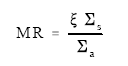 MR = ξ Σs / Σa